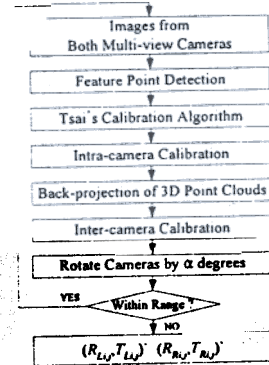 Images from
Both Multi-view Cameras
Feature Point Detection
Tsai's Calibration Algorithm
Intra-camera Calibration
Back-projection of 3D Point Clouds
Inter-camera Calibration
Rotate Cameras by α degrees
YES
Within Range ?
NO
(R_{Li,j},T_{Li,j})· (R_{Ri,j},T_{Ri,j})·